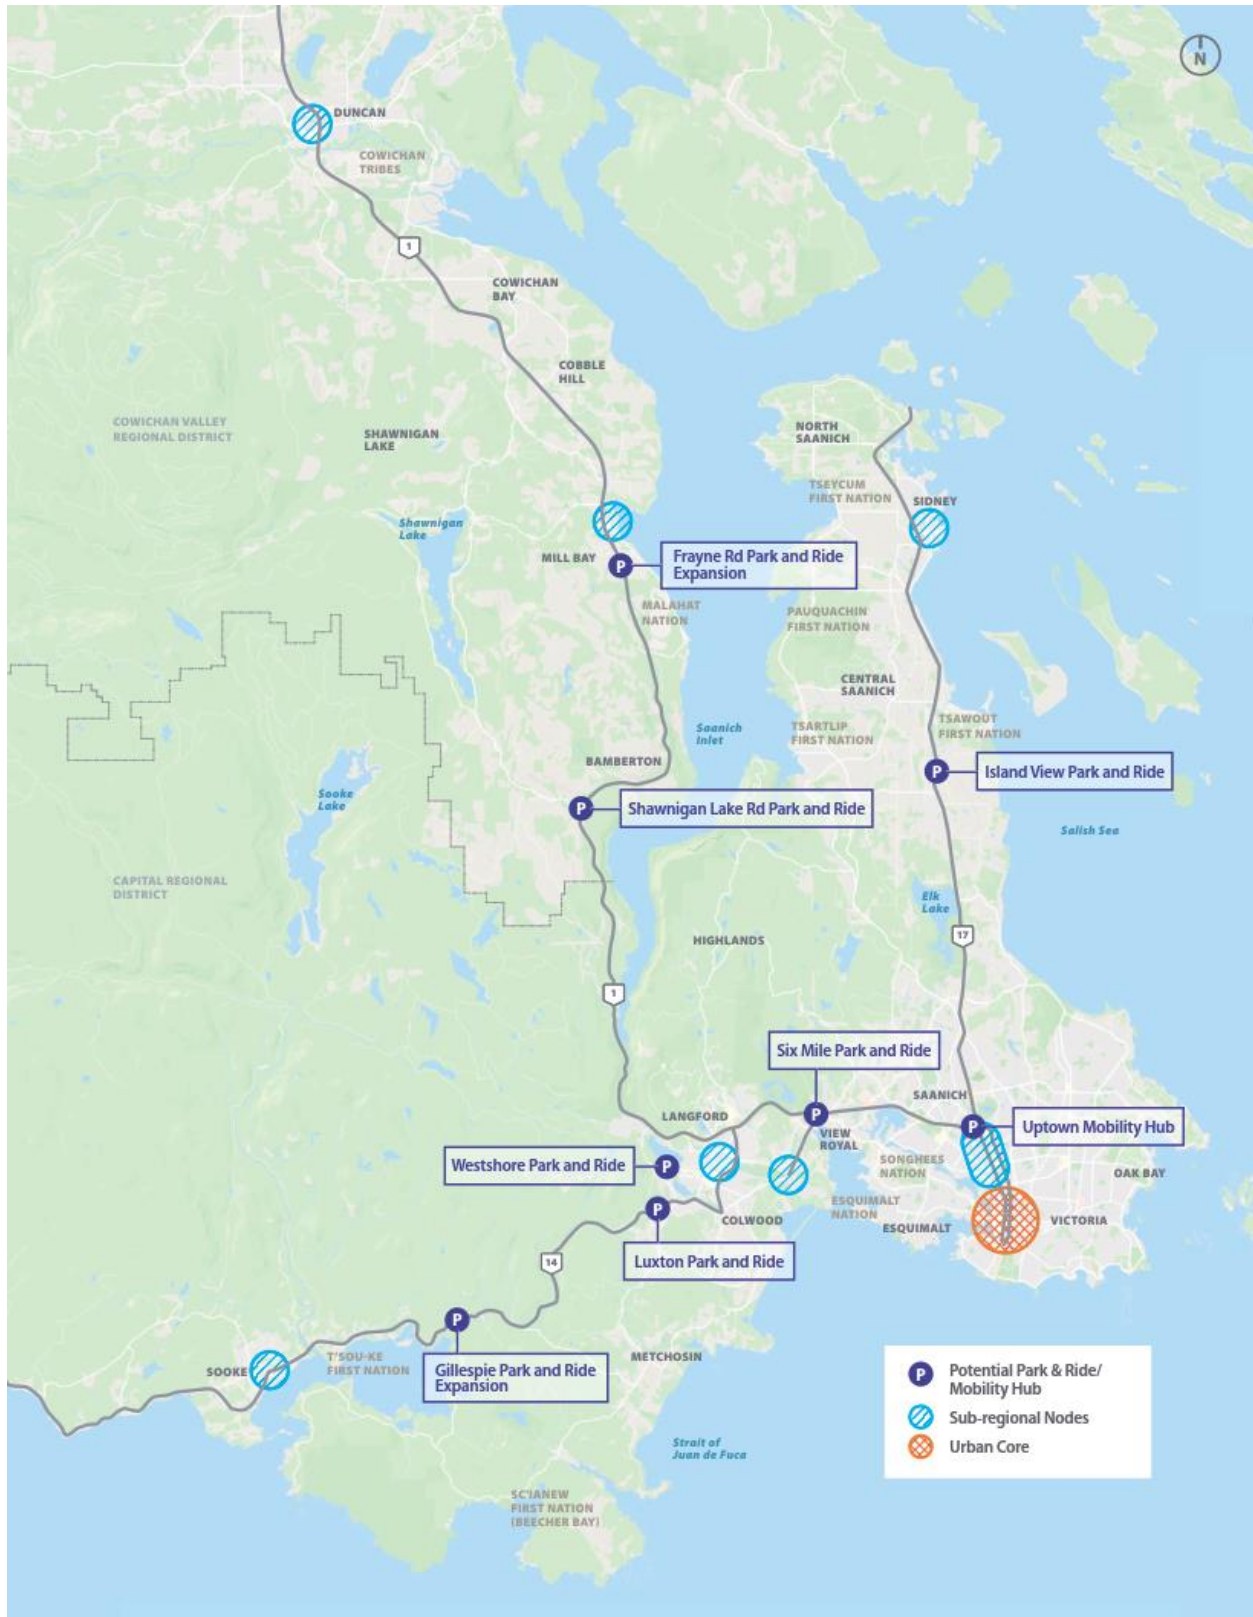 N
DUNCAN
COWICHAN
TRIBES
1
COWICHAN
BAY
COBBLE
HILL
COWICHAN VALLEY
REGIONAL DISTRICT
SHAWNIGAN
LAKE
NORTH
SAANICH
TSEYCUM
FIRST NATION
SIDNEY
Shawnigan
Lake
MILL BAY
P
Frayne Rd Park and Ride
Expansion
MALAHAT
NATION
PAUQUACHIN
FIRST NATION
CENTRAL
SAANICH
Saanich
Inlet
TSARTLIP
FIRST NATION
TSAWOUT
FIRST NATION
BAMBERTON
P
Island View Park and Ride
Sooke
Lake
P
Shawnigan Lake Rd Park and Ride
Salish Sea
CAPITAL REGIONAL
DISTRICT
Elk
Lake
HIGHLANDS
17
1
Six Mile Park and Ride
SAANICH
LANGFORD
P
VIEW
ROYAL
P
Uptown Mobility Hub
Westshore Park and Ride
P
SONGHEES
NATION
OAK BAY
ESQUIMALT
NATION
P
COLWOOD
ESQUIMALT
VICTORIA
14
Luxton Park and Ride
P
SOOKE
T'SOU-KE
FIRST NATION
Gillespie Park and Ride
Expansion
METCHOSIN
Strait of
Juan de Fuca
SC'IANEW
FIRST NATION
(BEECHER BAY)
P
Potential Park & Ride/
Mobility Hub
Sub-regional Nodes
Urban Core